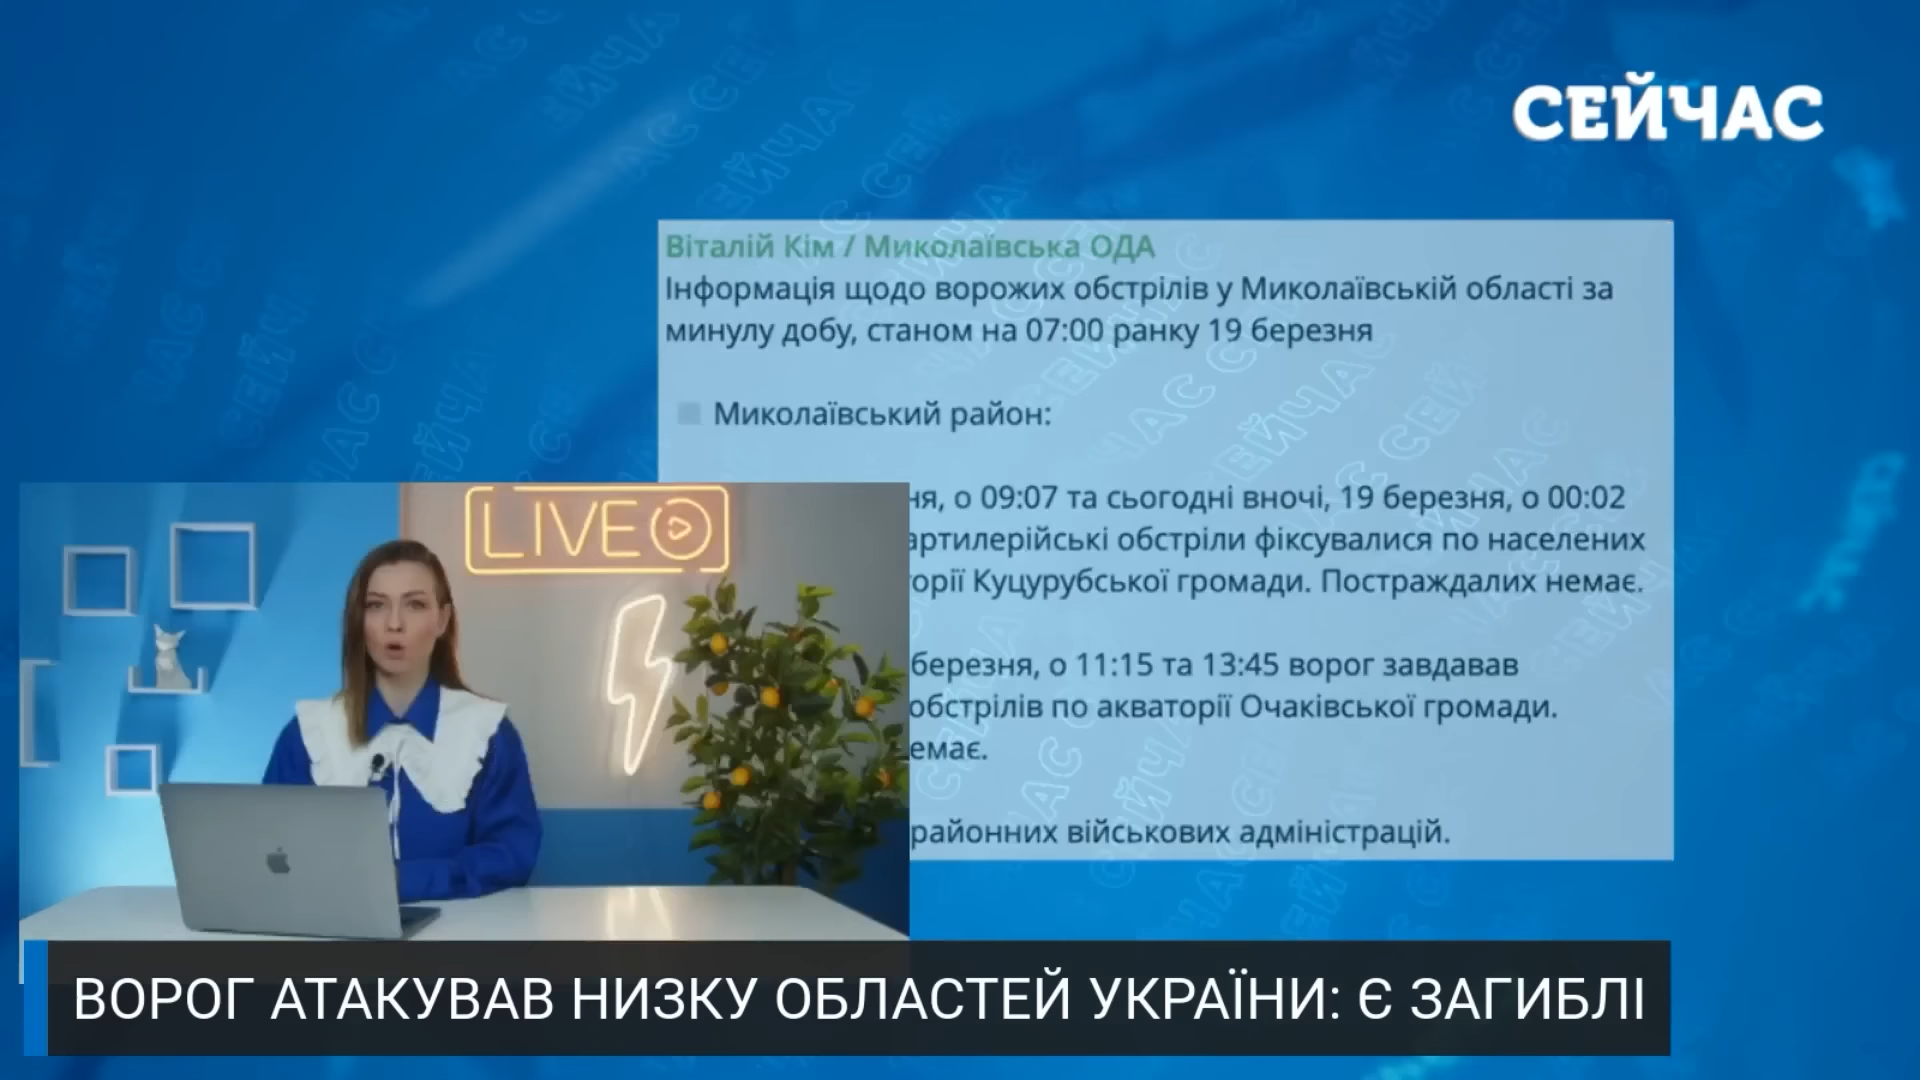 СЕЙЧАС
Віталій Кім / Миколаївська ОДА
Інформація щодо ворожих обстрілів у Миколаївській області за
минулу добу, станом на 07:00 ранку 19 березня
Миколаївський район:
ня, о 09:07 та сьогодні вночі, 19 березня, о 00:02
артилерійські обстріли фіксувалися по населених
горії Куцурубської громади. Постраждалих немає.
березня, о 11:15 та 13:45 ворог завдавав
обстрілів по акваторії Очаківської громади.
емає.
районних військових адміністрацій.
LIVE
ВОРОГ АТАКУВАВ НИЗКУ ОБЛАСТЕЙ УКРАЇНИ: Є ЗАГИБЛІ